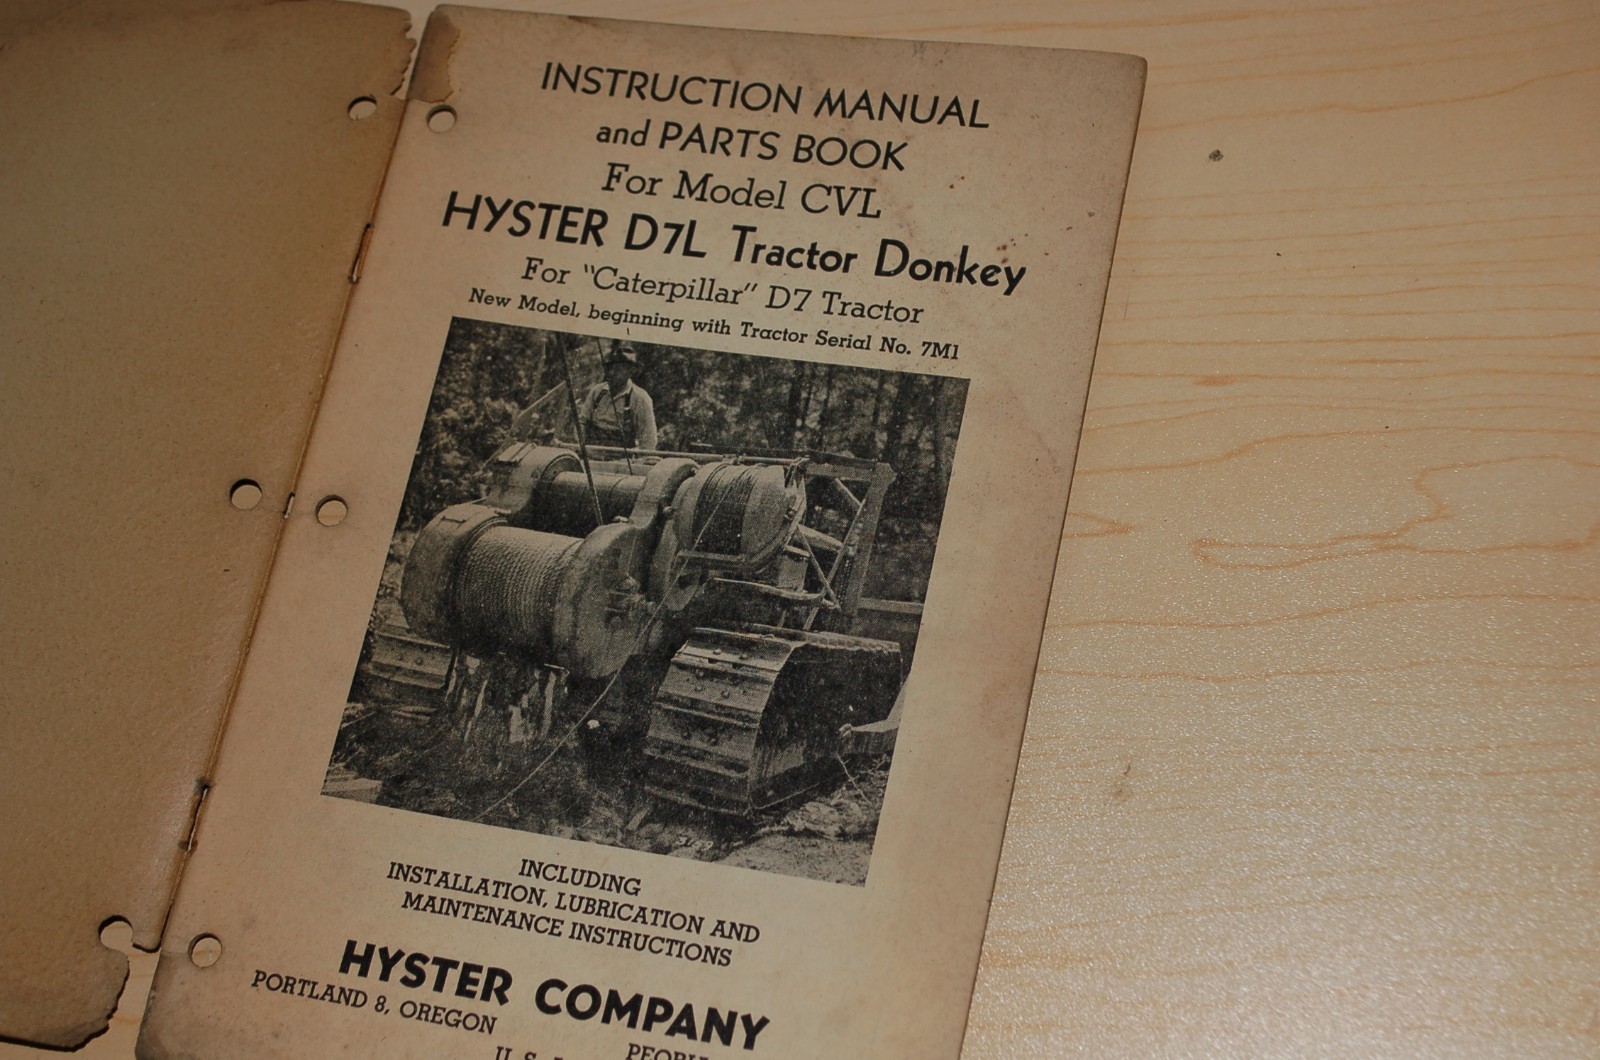 INSTRUCTION MANUAL
and PARTS BOOK
For Model CVL
HYSTER D7L Tractor Donkey
For "Caterpillar" D7 Tractor
New Model, beginning with Tractor Serial No. 7M1
INCLUDING
INSTALLATION, LUBRICATION AND
MAINTENANCE INSTRUCTIONS
HYSTER COMPANY
PORTLAND 8, OREGON